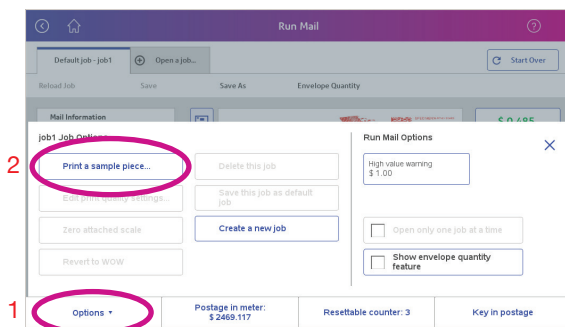 Run Mail
?
Default job - job1
Open a job...
Start Over
Reload Job
Save
Save As
Envelope Quantity
Mail Information
$ 0.485
job1 Job Options
Run Mail Options
2
Print a sample piece...
Delete this job
High value warning
$ 1.00
Edit print quality settings...
Save this job as default
job
Zero attached scale
Create a new job
Open only one job at a time
Revert to WOW
Show envelope quantity
feature
1
Options
Postage in meter:
$ 2469.117
Resettable counter: 3
Key in postage